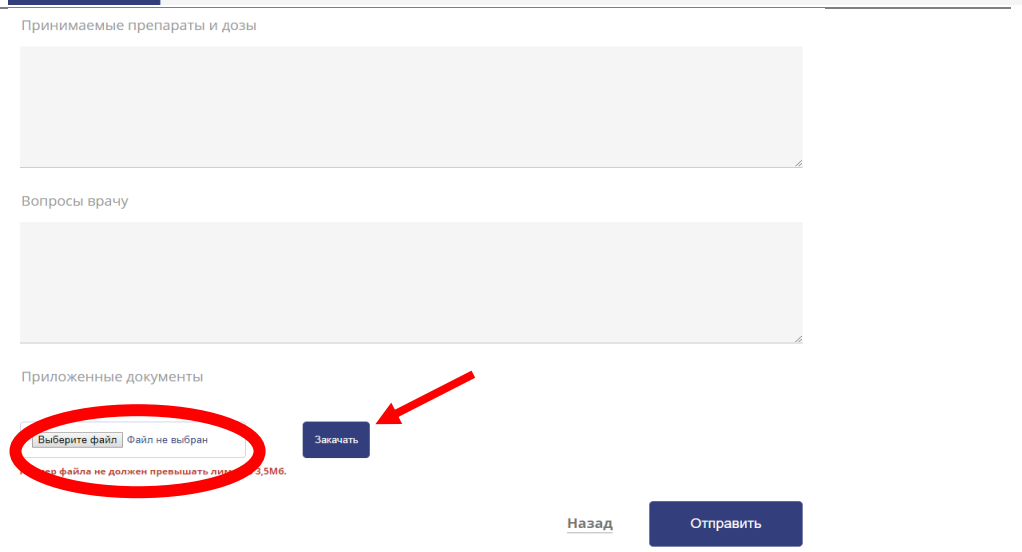 Принимаемые препараты и дозы
Вопросы врачу
Приложенные документы
Выберите файл Файл не выбран
Закачать
файла не должен превышать 3,5Мб.
Назад
Отправить